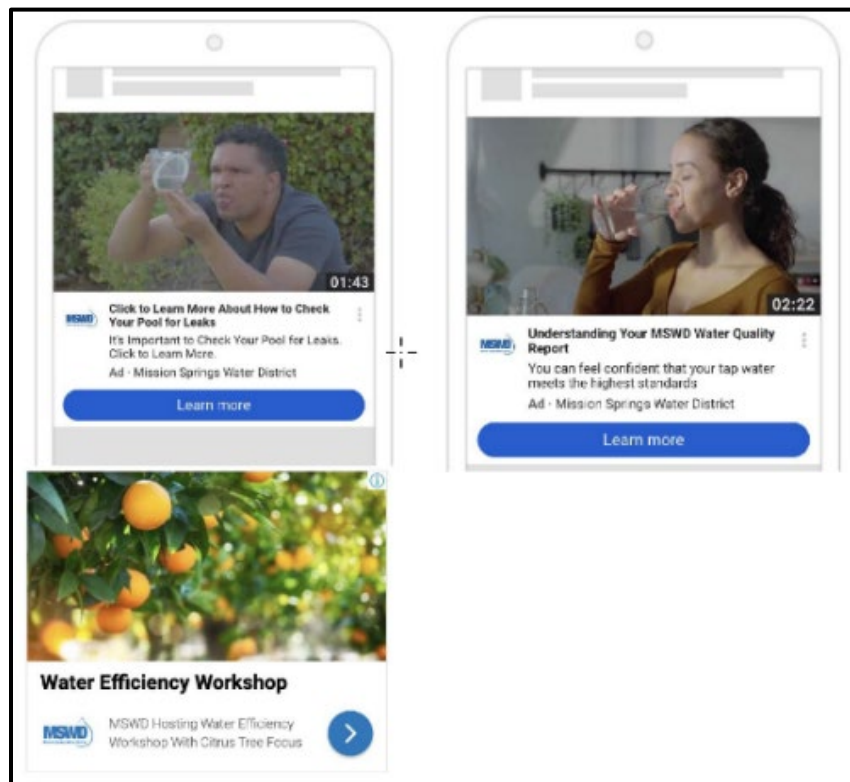 01:43
MSWD
Click to Learn More About How to Check
Your Pool for Leaks
It's Important to Check Your Pool for Leaks.
Click to Learn More.
Ad · Mission Springs Water District
Learn more
02:22
MSWD
Understanding Your MSWD Water Quality
Report
You can feel confident that your tap water
meets the highest standards
Ad · Mission Springs Water District
Learn more
Water Efficiency Workshop
MSWD
MSWD Hosting Water Efficiency
Workshop With Citrus Tree Focus